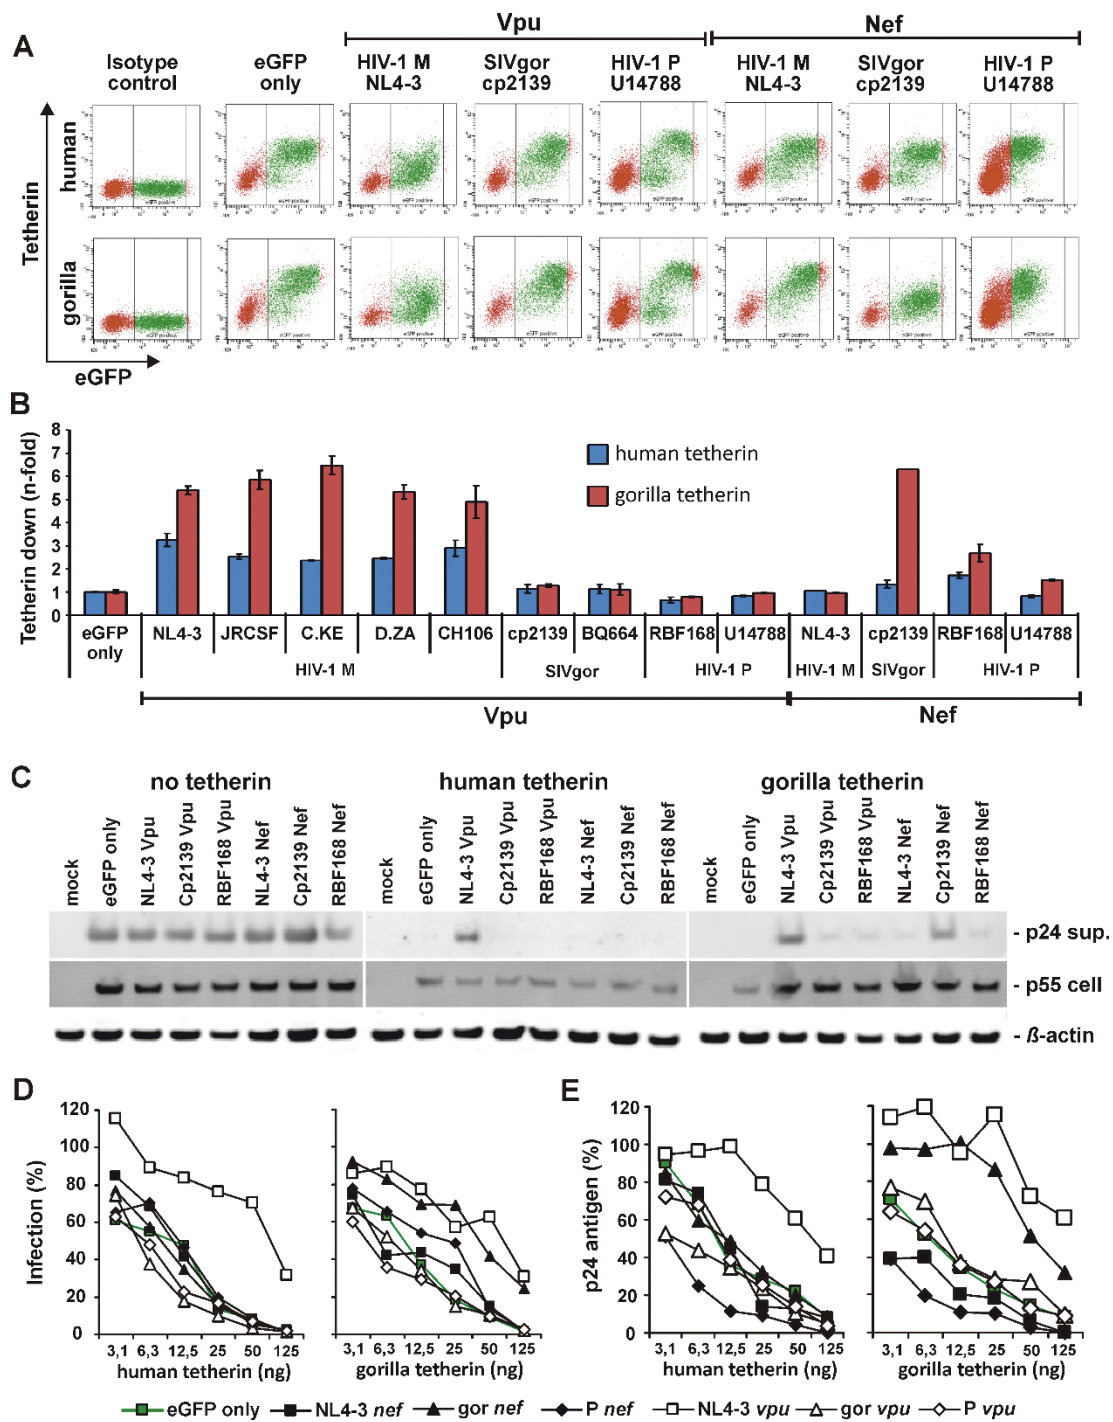 Vpu Nef
A
Isotype control
eGFP only
HIV-1 M NL4-3
SIVgor cp2139
HIV-1 P U14788
HIV-1 M NL4-3
SIVgor cp2139
HIV-1 P U14788
Tetherin
human
gorilla
eGFP
B
Tetherin down (n-fold)
8
7
6
5
4
3
2
1
0
human tetherin
gorilla tetherin
eGFP only NL4-3 JRCSF C.KE D.ZA CH106 cp2139 BQ664 RBF168 U14788 NL4-3 cp2139 RBF168 U14788
HIV-1 M SIVgor HIV-1 P HIV-1 M SIVgor HIV-1 P
Vpu Nef
C
no tetherin human tetherin gorilla tetherin
mock eGFP only NL4-3 Vpu Cp2139 Vpu RBF168 Vpu NL4-3 Nef Cp2139 Nef RBF168 Nef
mock eGFP only NL4-3 Vpu Cp2139 Vpu RBF168 Vpu NL4-3 Nef Cp2139 Nef RBF168 Nef
mock eGFP only NL4-3 Vpu Cp2139 Vpu RBF168 Vpu NL4-3 Nef Cp2139 Nef RBF168 Nef
- p24 sup.
- p55 cell
- ß-actin
D
Infection (%)
120
100
80
60
40
20
0
3,1 6,3 12,5 25 50 125
human tetherin (ng)
3,1 6,3 12,5 25 50 125
gorilla tetherin (ng)
E
p24 antigen (%)
120
100
80
60
40
20
0
3,1 6,3 12,5 25 50 125
human tetherin (ng)
3,1 6,3 12,5 25 50 125
gorilla tetherin (ng)
eGFP only NL4-3 nef gor nef P nef NL4-3 vpu gor vpu P vpu